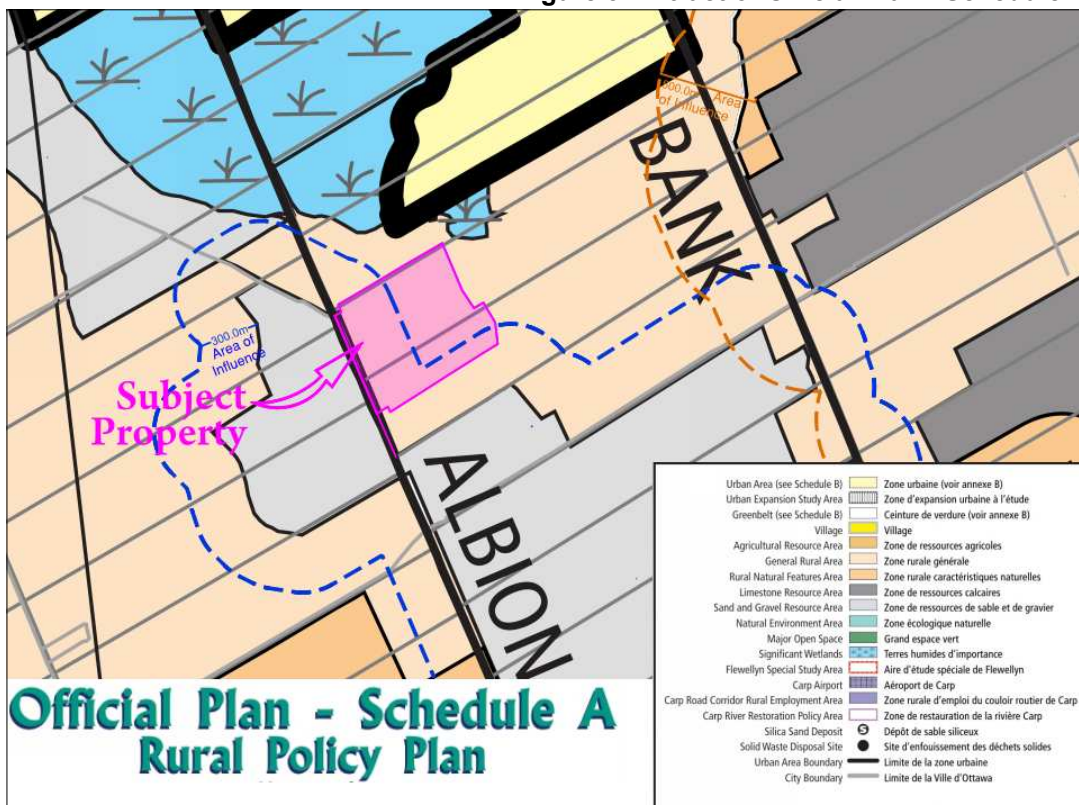 500.0m Area
of Influence
BANK
300.0m
Area of
Influence
Subject
Property
ALBION
Official Plan - Schedule A
Rural Policy Plan
Urban Area (see Schedule B) Zone urbaine (voir annexe B)
Urban Expansion Study Area Zone d'expansion urbaine à l'étude
Greenbelt (see Schedule B) Ceinture de verdure (voir annexe B)
Village Village
Agricultural Resource Area Zone de ressources agricoles
General Rural Area Zone rurale générale
Rural Natural Features Area Zone rurale caractéristiques naturelles
Limestone Resource Area Zone de ressources calcaires
Sand and Gravel Resource Area Zone de ressources de sable et de gravier
Natural Environment Area Zone écologique naturelle
Major Open Space Grand espace vert
Significant Wetlands Terres humides d'importance
Flewellyn Special Study Area Aire d'étude spéciale de Flewellyn
Carp Airport Aéroport de Carp
Carp Road Corridor Rural Employment Area Zone rurale d'emploi du couloir routier de Carp
Carp River Restoration Policy Area Zone de restauration de la rivière Carp
Silica Sand Deposit S Dépôt de sable siliceux
Solid Waste Disposal Site Site d'enfouissement des déchets solides
Urban Area Boundary Limite de la zone urbaine
City Boundary Limite de la Ville d'Ottawa